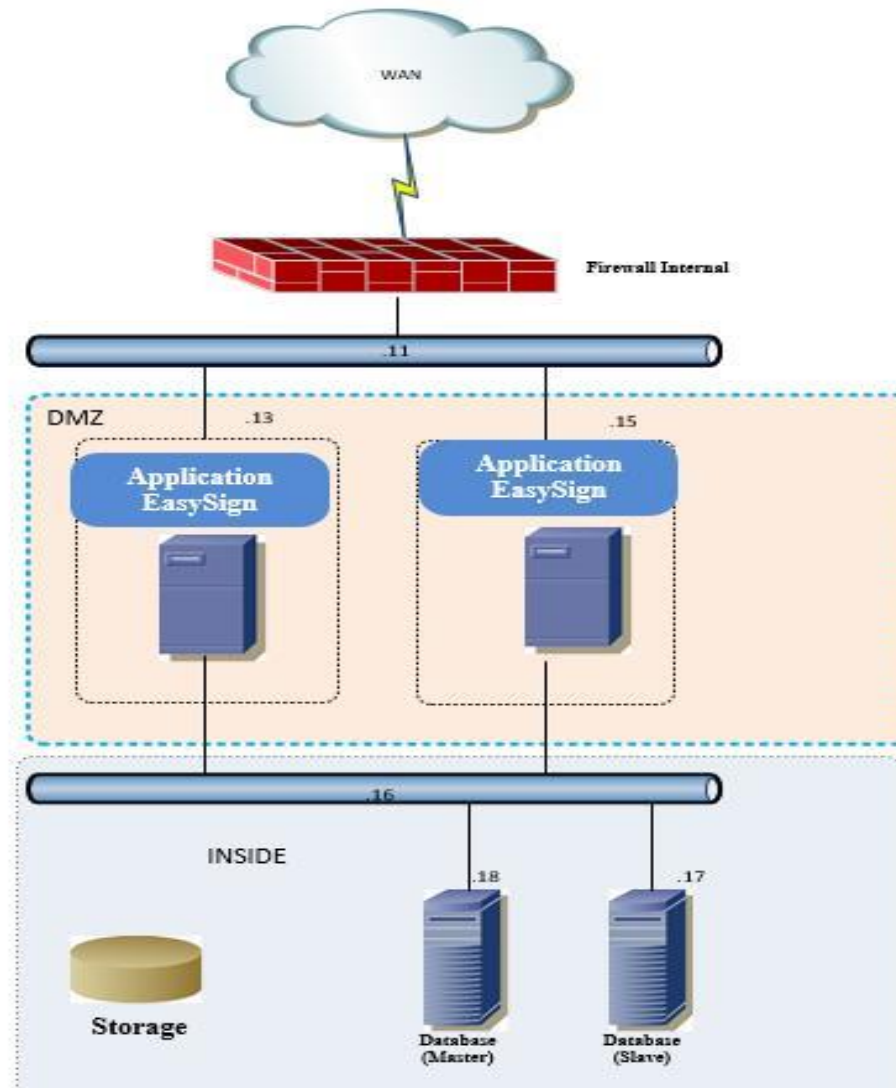 WAN
Firewall Internal
.11
DMZ
.13
.15
Application
EasySign
Application
EasySign
.16
INSIDE
.18
.17
Storage
Database
(Master)
Database
(Slave)